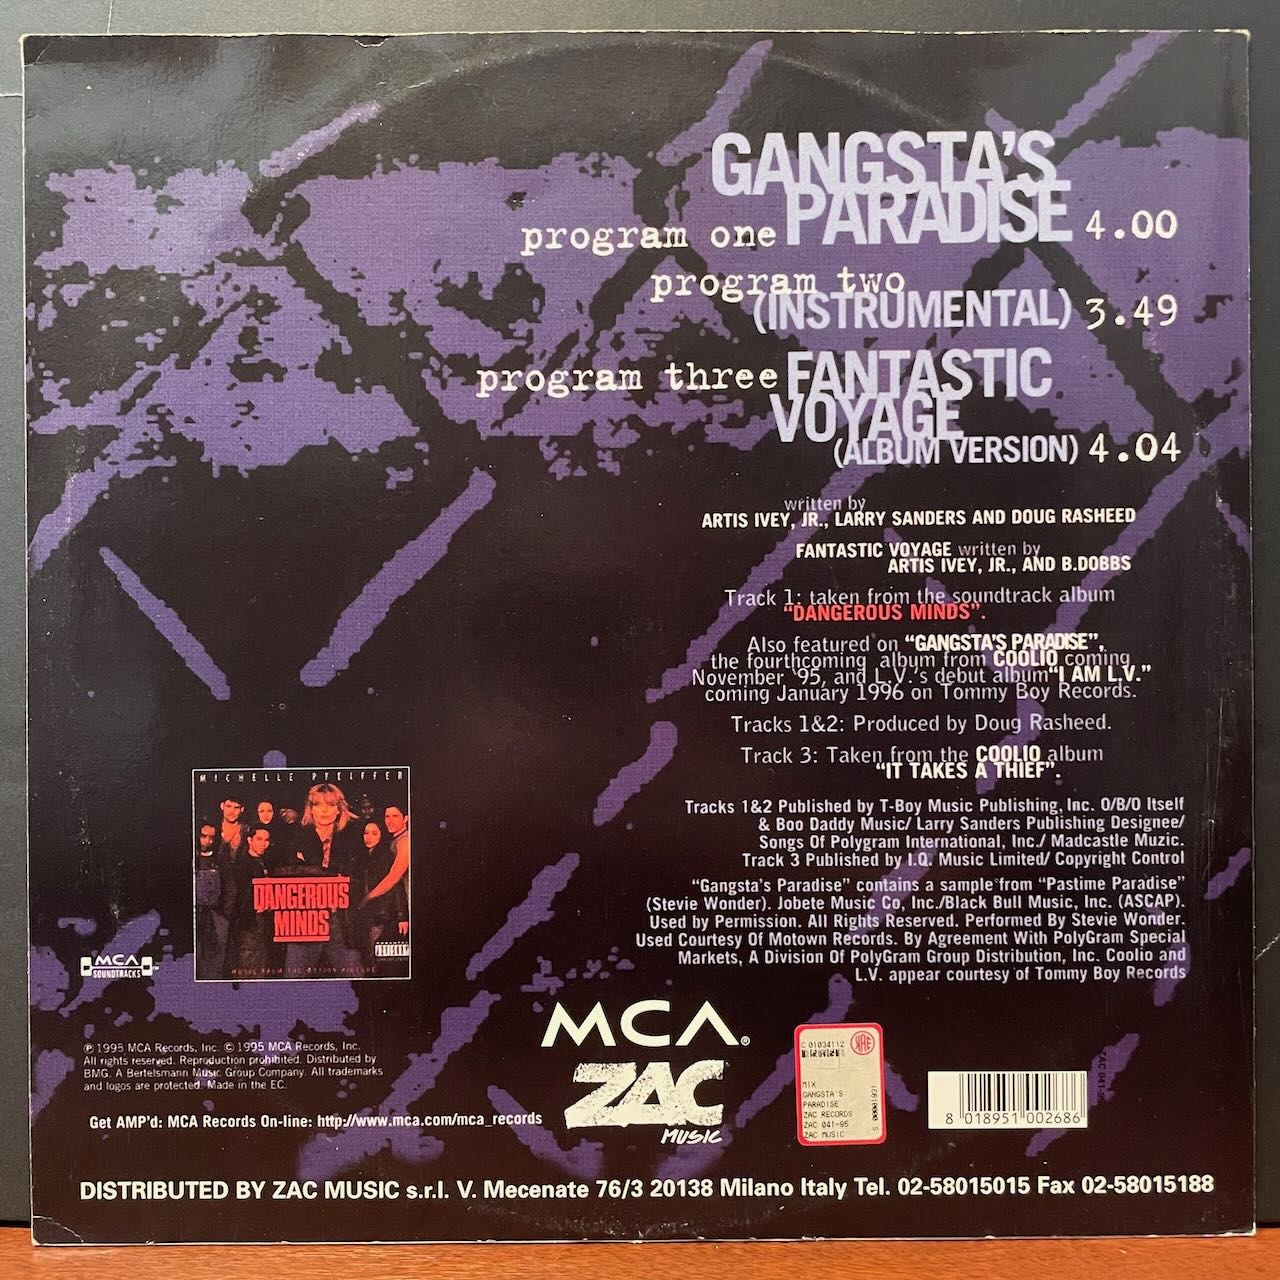 GANGSTA'S
program one PARADISE 4.00
program two
(INSTRUMENTAL) 3.49
program three FANTASTIC
VOYAGE
(ALBUM VERSION) 4.04
written by
ARTIS IVEY, JR., LARRY SANDERS AND DOUG RASHEED
FANTASTIC VOYAGE written by
ARTIS IVEY, JR., AND B.DOBBS
Track 1: taken from the soundtrack album
"DANGEROUS MINDS".
Also featured on "GANGSTA'S PARADISE",
the fourthcoming album from COOLIO coming
November '95, and L.V.'s debut album "I AM L.V."
coming January 1996 on Tommy Boy Records.
Tracks 1&2: Produced by Doug Rasheed.
Track 3: Taken from the COOLIO album
"IT TAKES A THIEF".
Tracks 1&2 Published by T-Boy Music Publishing, Inc. O/B/O Itself
& Boo Daddy Music/ Larry Sanders Publishing Designee/
Songs Of Polygram International, Inc./ Madcastle Muzic.
Track 3 Published by I.Q. Music Limited/ Copyright Control
"Gangsta's Paradise" contains a sample from "Pastime Paradise"
(Stevie Wonder). Jobete Music Co, Inc./Black Bull Music, Inc. (ASCAP).
Used by Permission. All Rights Reserved. Performed By Stevie Wonder.
Used Courtesy Of Motown Records. By Agreement With PolyGram Special
Markets, A Division Of PolyGram Group Distribution, Inc. Coolio and
L.V. appear courtesy of Tommy Boy Records
MICHELLE PFEIFFER
DANGEROUS
MINDS
MUSIC FROM THE MOTION PICTURE
MCA
SOUNDTRACKS
℗ 1995 MCA Records, Inc. © 1995 MCA Records, Inc.
All rights reserved. Reproduction prohibited. Distributed by
BMG. A Bertelsmann Music Group Company. All trademarks
and logos are protected. Made in the EC.
Get AMP'd: MCA Records On-line: http://www.mca.com/mca_records
MCA®
ZAC
MUSIC
C 01034112
MIX
GANGSTA'S
PARADISE
ZAC RECORDS
ZAC 041-95
ZAC MUSIC
ZAC 041-95
8 018951 002686
DISTRIBUTED BY ZAC MUSIC s.r.l. V. Mecenate 76/3 20138 Milano Italy Tel. 02-58015015 Fax 02-58015188